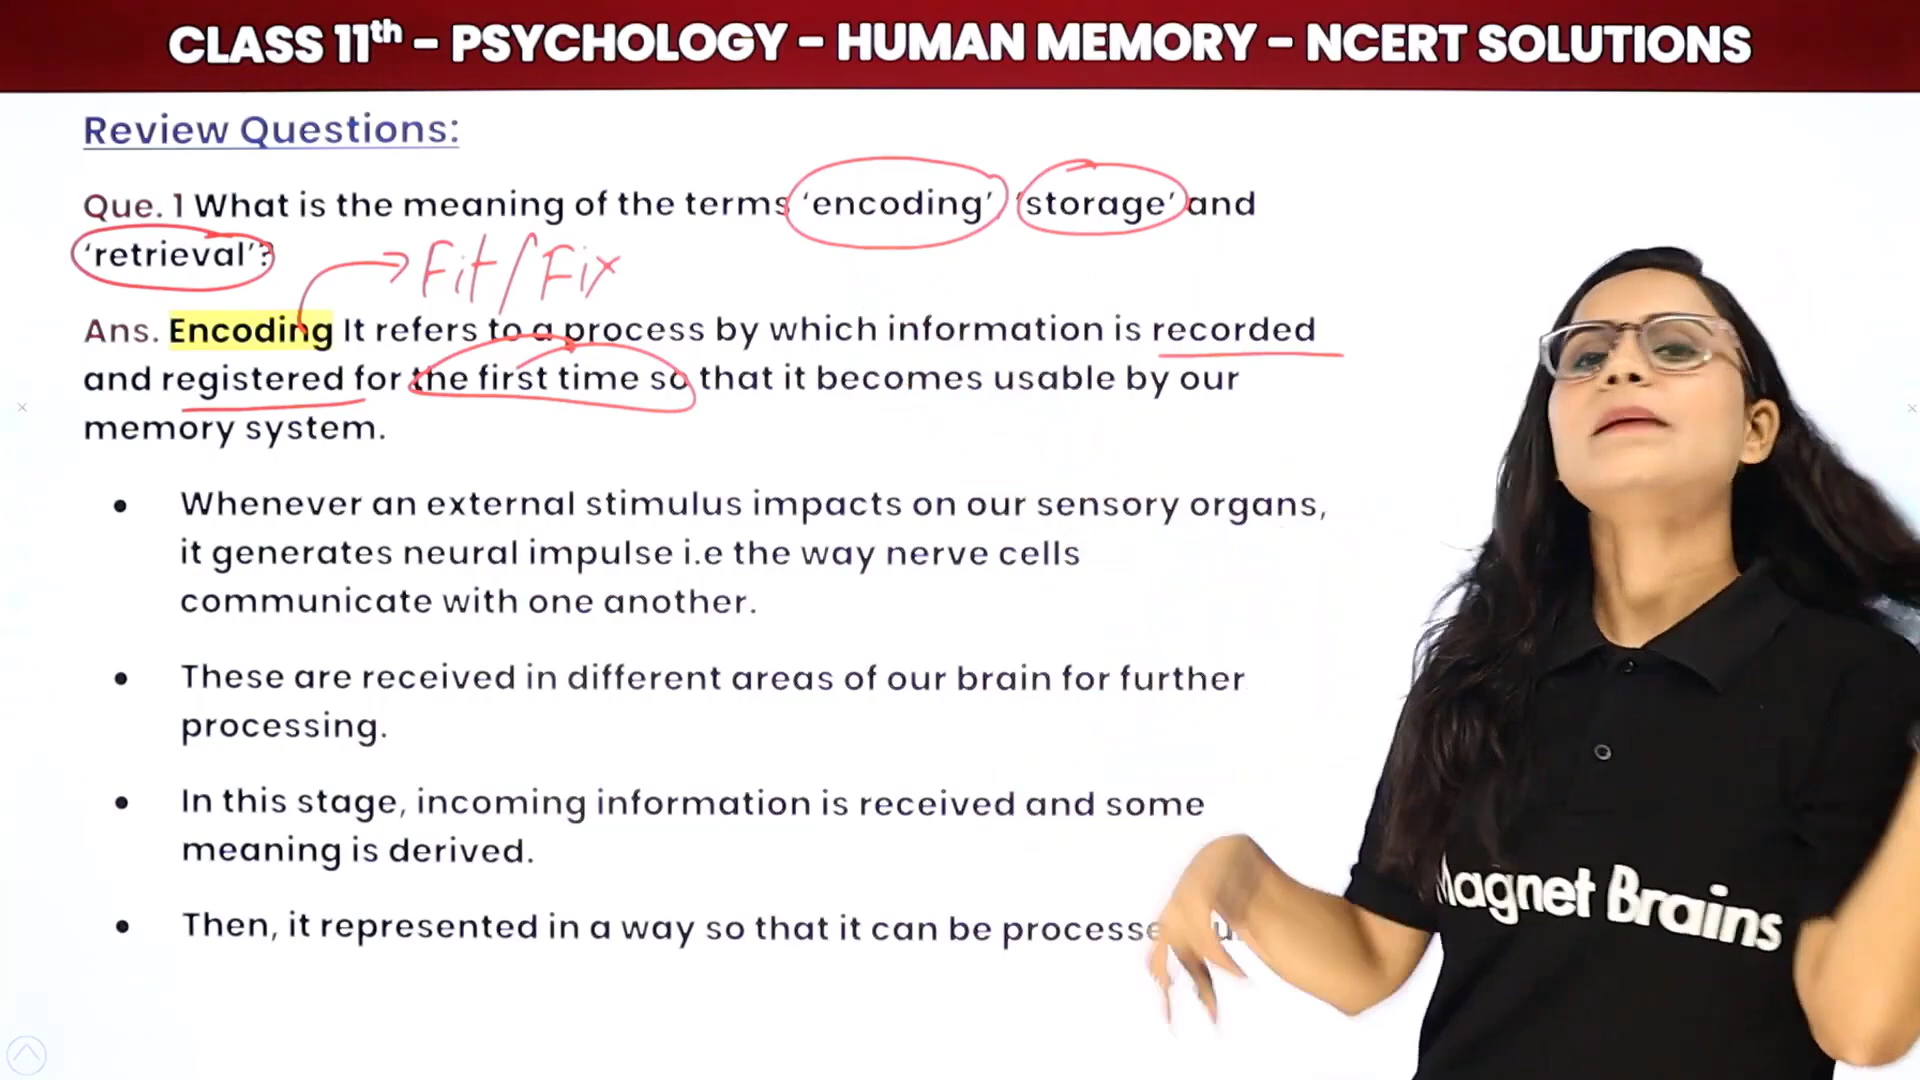 CLASS 11th – PSYCHOLOGY – HUMAN MEMORY – NCERT SOLUTIONS
Review Questions:
Que. 1 What is the meaning of the terms ‘encoding’, ‘storage’ and
‘retrieval’?
Fit/Fix
Ans. Encoding It refers to a process by which information is recorded
and registered for the first time so that it becomes usable by our
memory system.
• Whenever an external stimulus impacts on our sensory organs,
it generates neural impulse i.e the way nerve cells
communicate with one another.
• These are received in different areas of our brain for further
processing.
• In this stage, incoming information is received and some
meaning is derived.
• Then, it represented in a way so that it can be
Magnet Brains